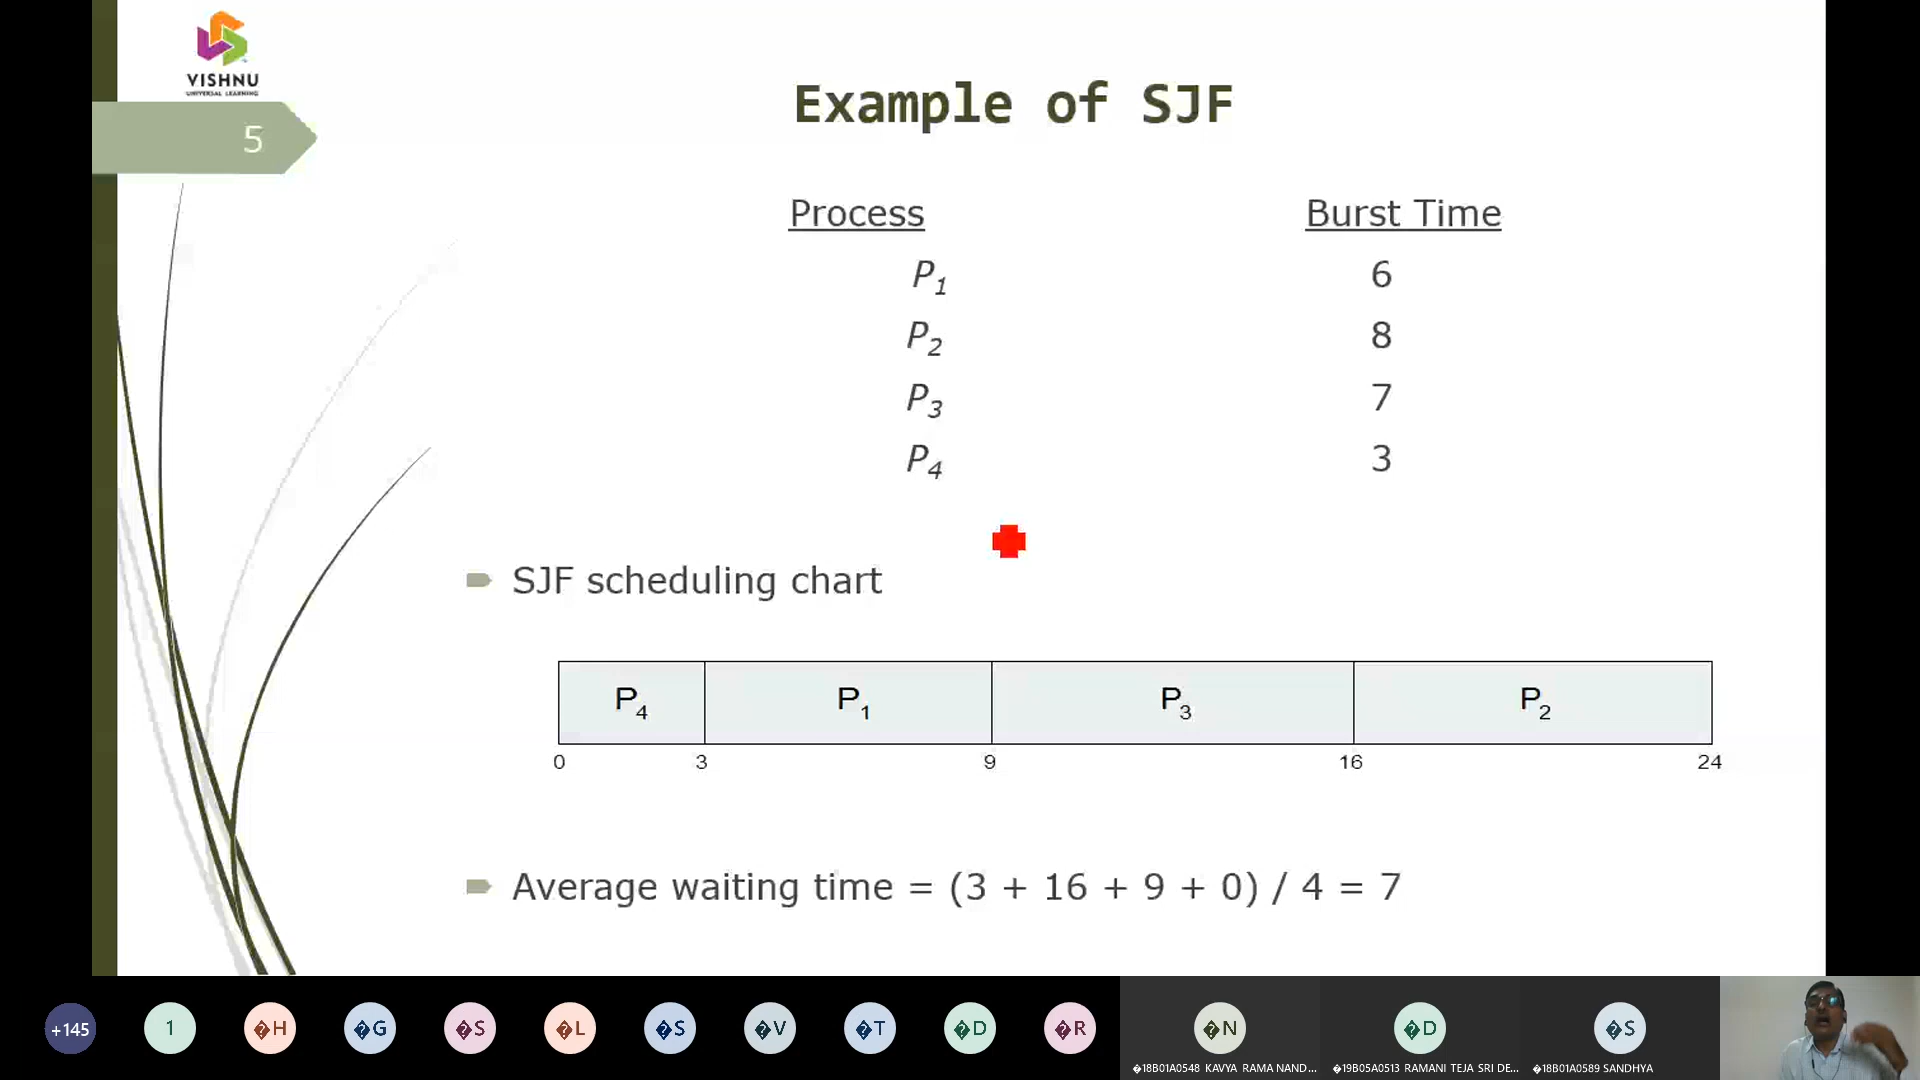 VISHNU
UNIVERSAL LEARNING
5
Example of SJF
Process Burst Time
P1 6
P2 8
P3 7
P4 3
SJF scheduling chart
P4 P1 P3 P2
0 3 9 16 24
Average waiting time = (3 + 16 + 9 + 0) / 4 = 7
+145 1 �H �G �S �L �S �V �T �D �R �N �D �S
�18B01A0548 KAVYA RAMA NAND... �19B05A0513 RAMANI TEJA SRI DE... �18B01A0589 SANDHYA